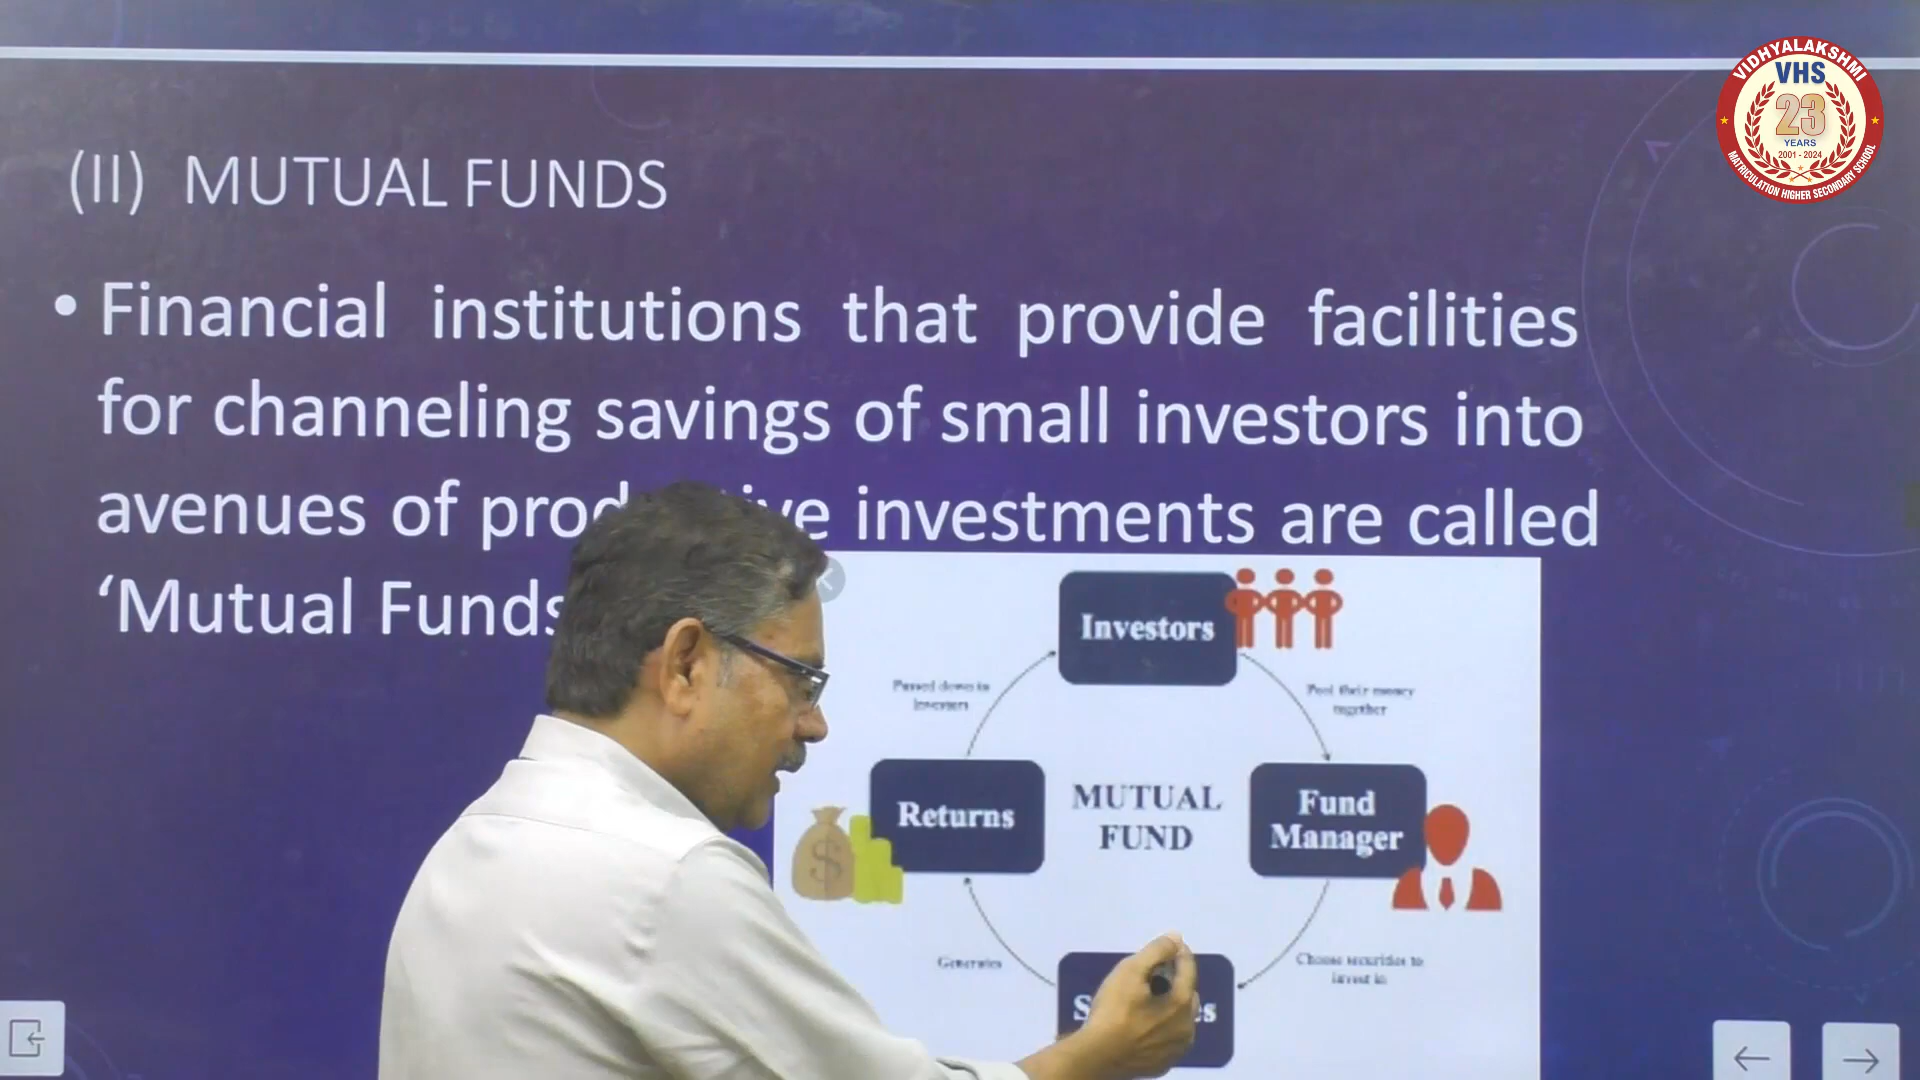 VIDHYALAKSHMI
VHS
23
YEARS
2001 - 2024
MATRICULATION HIGHER SECONDARY SCHOOL
(II) MUTUAL FUNDS
• Financial institutions that provide facilities
for channeling savings of small investors into
avenues of investments are called
‘Mutual Funds
Investors
Passed down to
investors
Pool their money
together
Returns
MUTUAL
FUND
Fund
Manager
$
Generates
Choose securities to
invest in